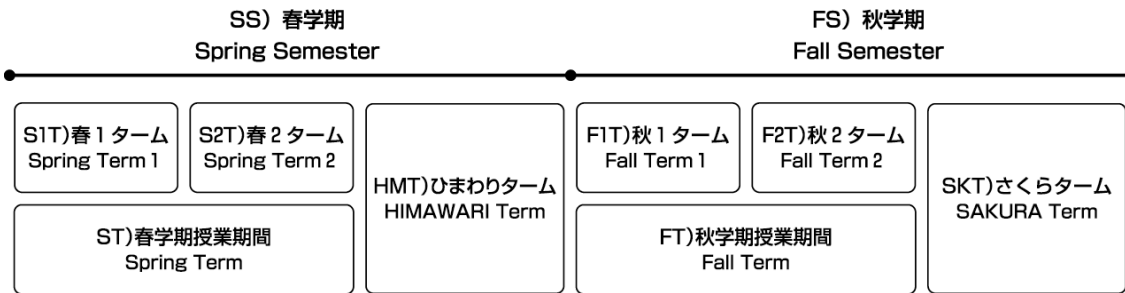 SS）春学期
Spring Semester
FS）秋学期
Fall Semester
S1T)春1ターム
Spring Term 1
S2T)春2ターム
Spring Term 2
HMT)ひまわりターム
HIMAWARI Term
ST)春学期授業期間
Spring Term
F1T)秋1ターム
Fall Term 1
F2T)秋2ターム
Fall Term 2
SKT)さくらターム
SAKURA Term
FT)秋学期授業期間
Fall Term